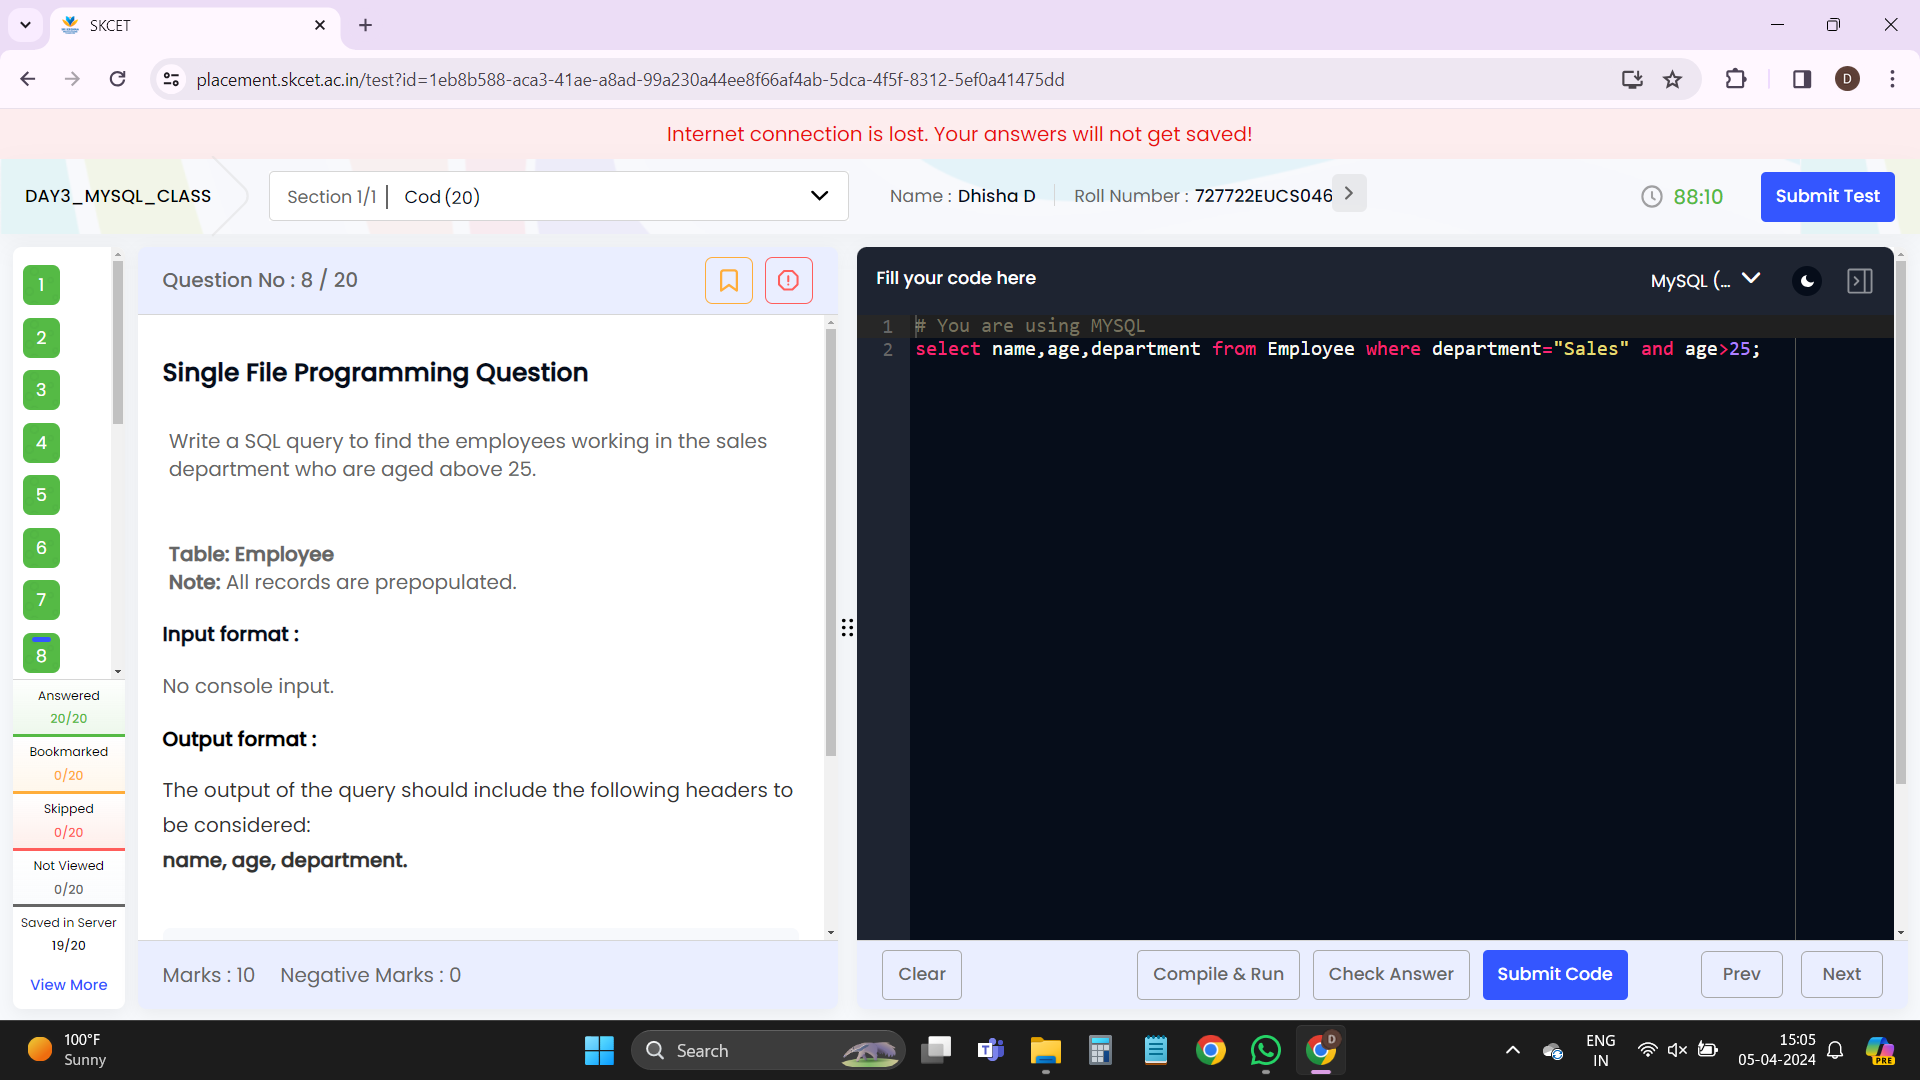 SKCET
placement.skcet.ac.in/test?id=1eb8b588-aca3-41ae-a8ad-99a230a44ee8f66af4ab-5dca-4f5f-8312-5ef0a41475dd
D
Internet connection is lost. Your answers will not get saved!
DAY3_MYSQL_CLASS
Section 1/1 | Cod (20)
Name : Dhisha D
Roll Number : 727722EUCS046
88:10
Submit Test
1
2
3
4
5
6
7
8
Answered
20/20
Bookmarked
0/20
Skipped
0/20
Not Viewed
0/20
Saved in Server
19/20
View More
Question No : 8 / 20
Single File Programming Question
Write a SQL query to find the employees working in the sales
department who are aged above 25.
Table: Employee
Note: All records are prepopulated.
Input format :
No console input.
Output format :
The output of the query should include the following headers to
be considered:
name, age, department.
Marks : 10 Negative Marks : 0
Fill your code here
MySQL (...
1 # You are using MYSQL
2 select name,age,department from Employee where department="Sales" and age>25;
Clear
Compile & Run
Check Answer
Submit Code
Prev
Next
100°F
Sunny
Search
D
ENG
IN
15:05
05-04-2024
PRE